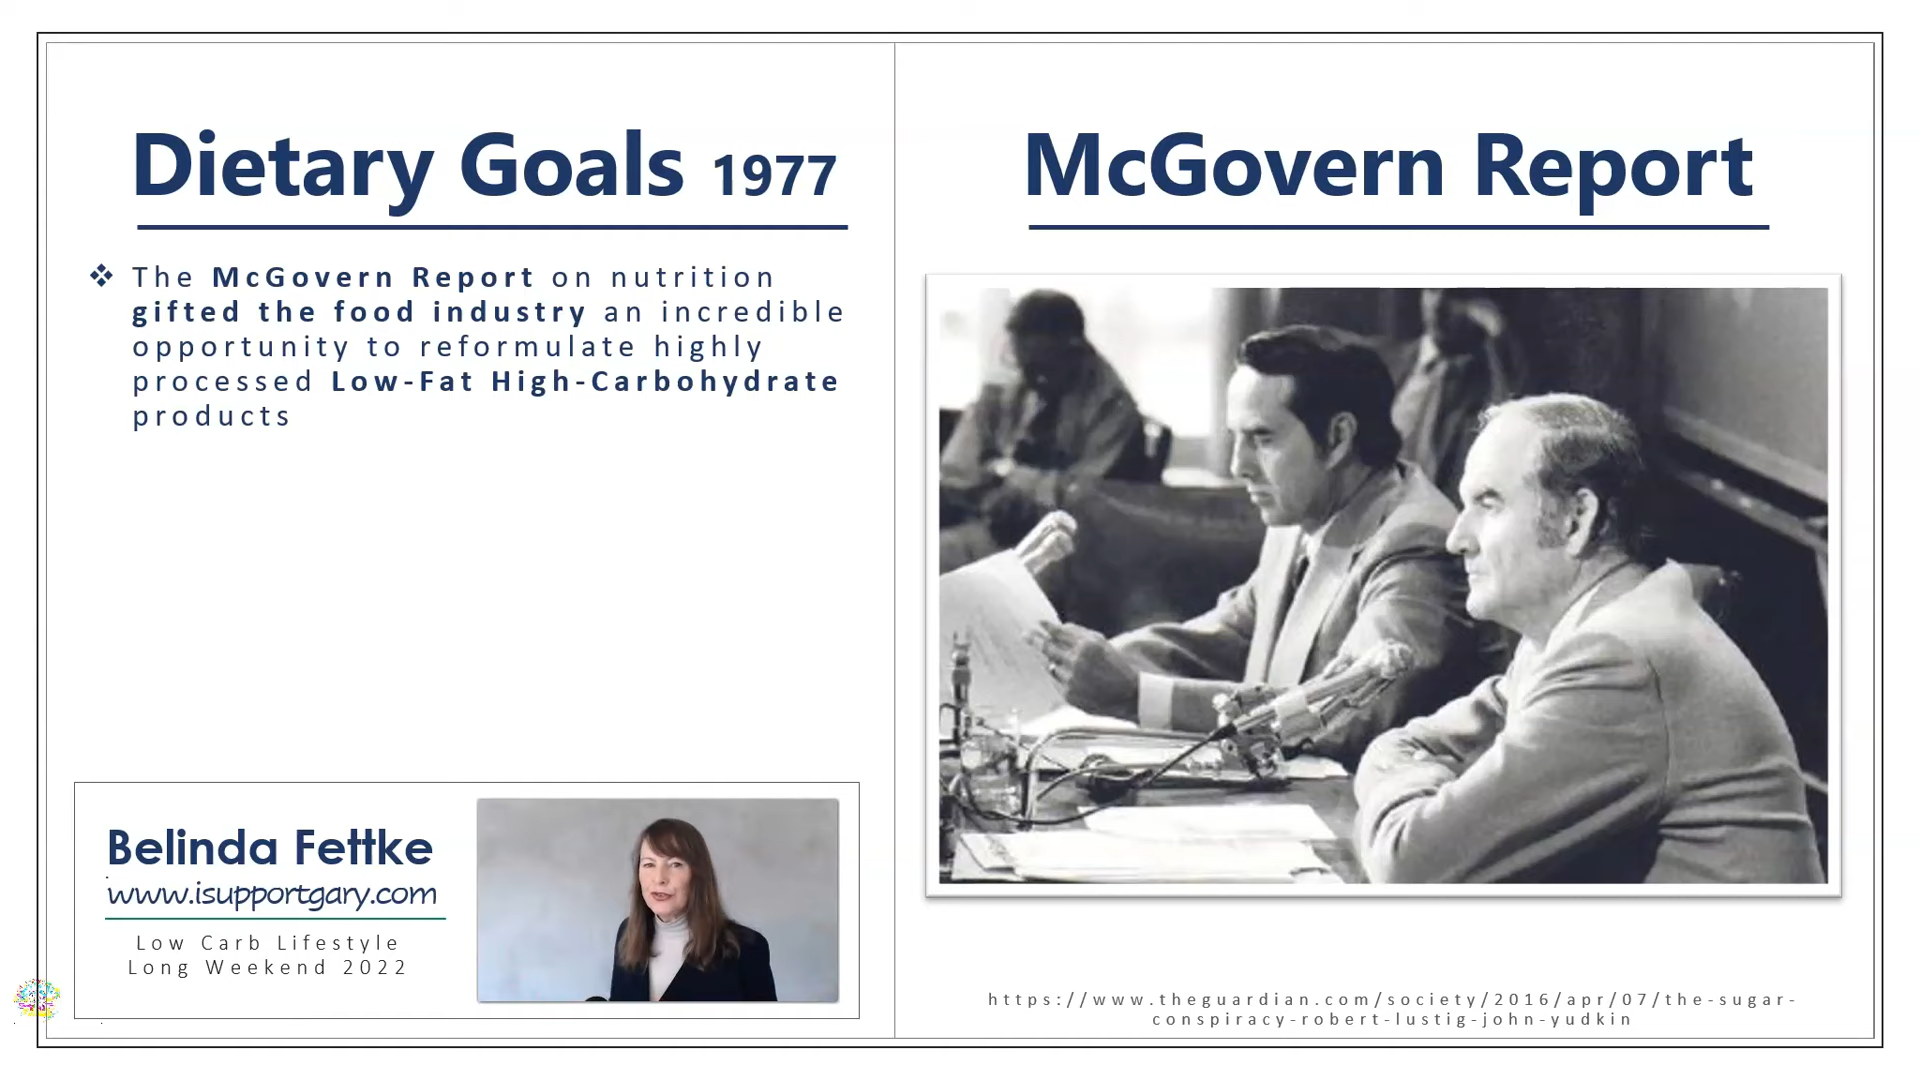 Dietary Goals 1977
❖ The McGovern Report on nutrition
gifted the food industry an incredible
opportunity to reformulate highly
processed Low-Fat High-Carbohydrate
products
Belinda Fettke
www.isupportgary.com
Low Carb Lifestyle
Long Weekend 2022
McGovern Report
https://www.theguardian.com/society/2016/apr/07/the-sugar-
conspiracy-robert-lustig-john-yudkin